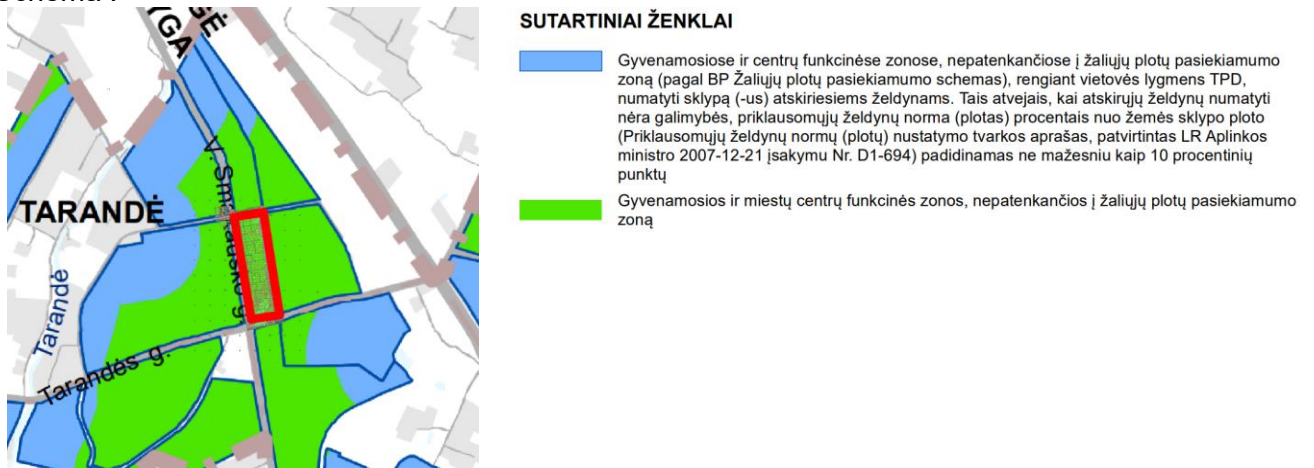 SUTARTINIAI ŽENKLAI
Gyvenamosiose ir centrų funkcinėse zonose, nepatenkančiose į žaliųjų plotų pasiekiamumo
zoną (pagal BP Žaliųjų plotų pasiekiamumo schemas), rengiant vietovės lygmens TPD,
numatyti sklypą (-us) atskiriesiems želdynams. Tais atvejais, kai atskirųjų želdynų numatyti
nėra galimybės, priklausomųjų želdynų norma (plotas) procentais nuo žemės sklypo ploto
(Priklausomųjų želdynų normų (plotų) nustatymo tvarkos aprašas, patvirtintas LR Aplinkos
ministro 2007-12-21 įsakymu Nr. D1-694) padidinamas ne mažesniu kaip 10 procentinių
punktų
Gyvenamosios ir miestų centrų funkcinės zonos, nepatenkančios į žaliųjų plotų pasiekiamumo
zoną
YGA
GĖ
V.
g.
TARANDĖ
Tarandė
Tarandės g.